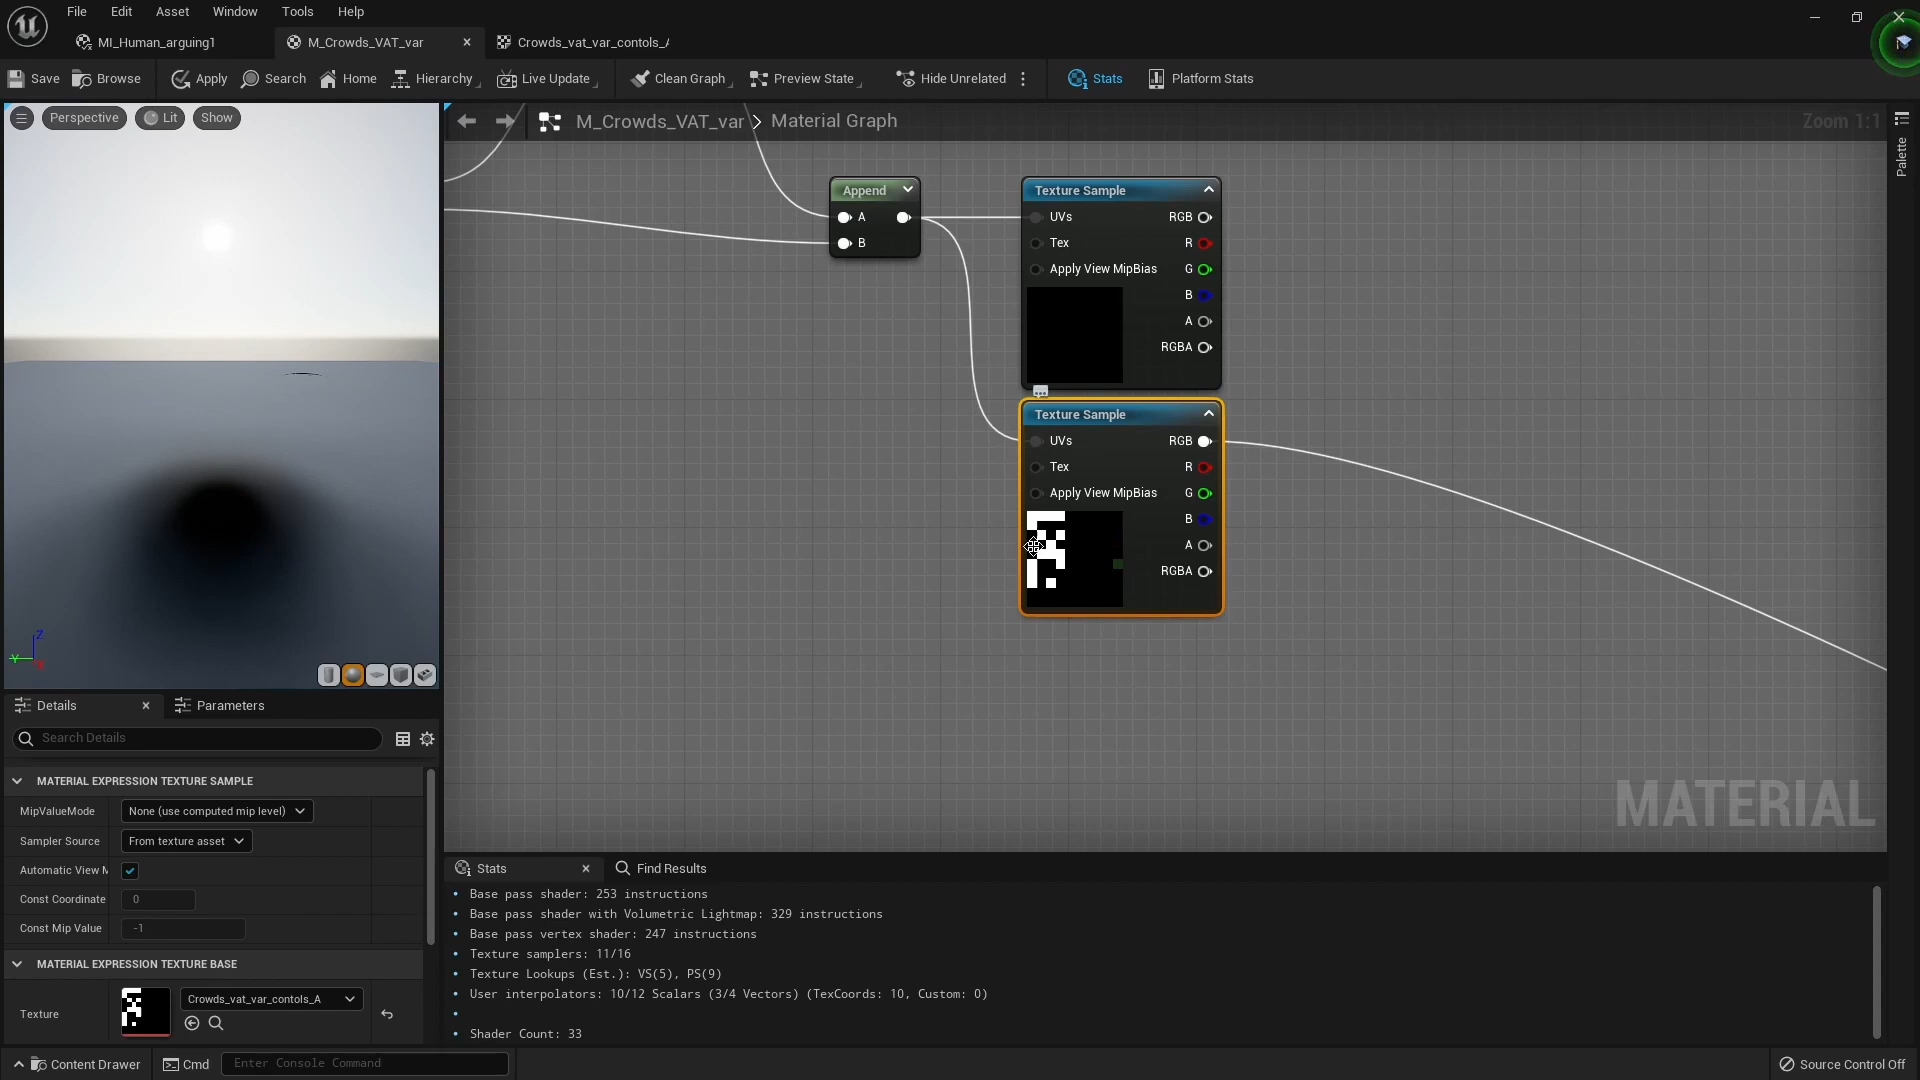 File Edit Asset Window Tools Help
MI_Human_arguing1 M_Crowds_VAT_var Crowds_vat_var_contols_A
Save Browse Apply Search Home Hierarchy Live Update Clean Graph Preview State Hide Unrelated Stats Platform Stats
Perspective Lit Show
M_Crowds_VAT_var > Material Graph
Zoom 1:1
Palette
Append
A
B
Texture Sample
UVs RGB
Tex R
Apply View MipBias G
B
A
RGBA
Texture Sample
UVs RGB
Tex R
Apply View MipBias G
B
A
RGBA
MATERIAL
Z
Y
Details Parameters
Search Details
MATERIAL EXPRESSION TEXTURE SAMPLE
MipValueMode None (use computed mip level)
Sampler Source From texture asset
Automatic View M
Const Coordinate 0
Const Mip Value -1
MATERIAL EXPRESSION TEXTURE BASE
Texture Crowds_vat_var_contols_A
Stats Find Results
Base pass shader: 253 instructions
Base pass shader with Volumetric Lightmap: 329 instructions
Base pass vertex shader: 247 instructions
Texture samplers: 11/16
Texture Lookups (Est.): VS(5), PS(9)
User interpolators: 10/12 Scalars (3/4 Vectors) (TexCoords: 10, Custom: 0)
Shader Count: 33
Content Drawer Cmd Enter Console Command Source Control Off